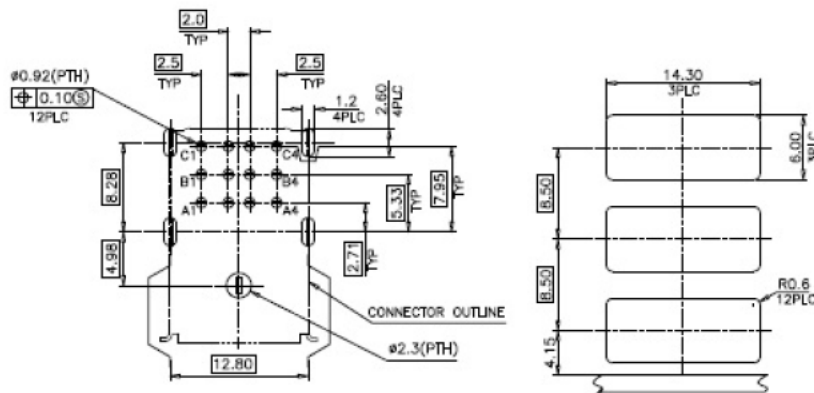 2.0
TYP
2.5
TYP
2.5
TYP
ø0.92(PTH)
⌖ 0.10Ⓢ
12PLC
1.2
4PLC
2.60
4PLC
C1
C4
B1
B4
A1
A4
8.28
4.98
5.33
TYP
7.95
TYP
2.71
TYP
CONNECTOR OUTLINE
ø2.3(PTH)
12.80
14.30
3PLC
6.00
3PLC
8.50
8.50
R0.6
12PLC
4.15